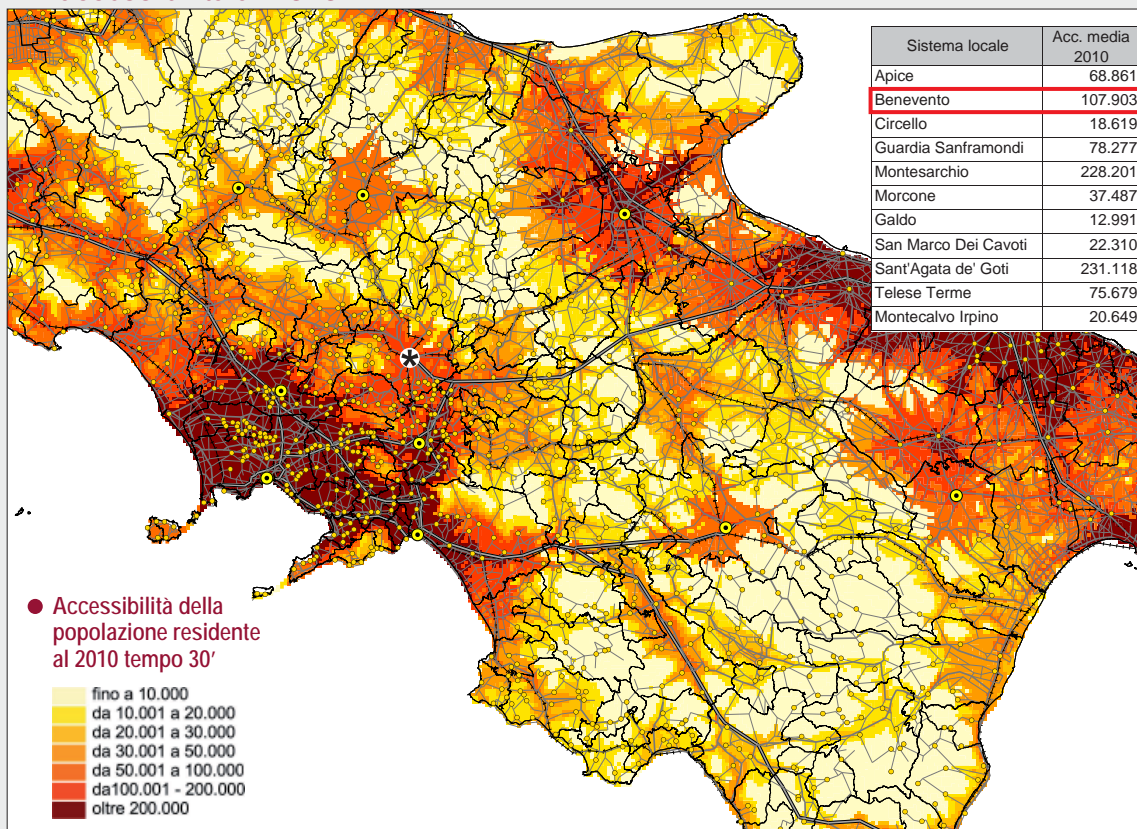 Sistema locale Acc. media 2010
Apice 68.861
Benevento 107.903
Circello 18.619
Guardia Sanframondi 78.277
Montesarchio 228.201
Morcone 37.487
Galdo 12.991
San Marco Dei Cavoti 22.310
Sant'Agata de' Goti 231.118
Telese Terme 75.679
Montecalvo Irpino 20.649
*
Accessibilità della
popolazione residente
al 2010 tempo 30'
fino a 10.000
da 10.001 a 20.000
da 20.001 a 30.000
da 30.001 a 50.000
da 50.001 a 100.000
da100.001 - 200.000
oltre 200.000